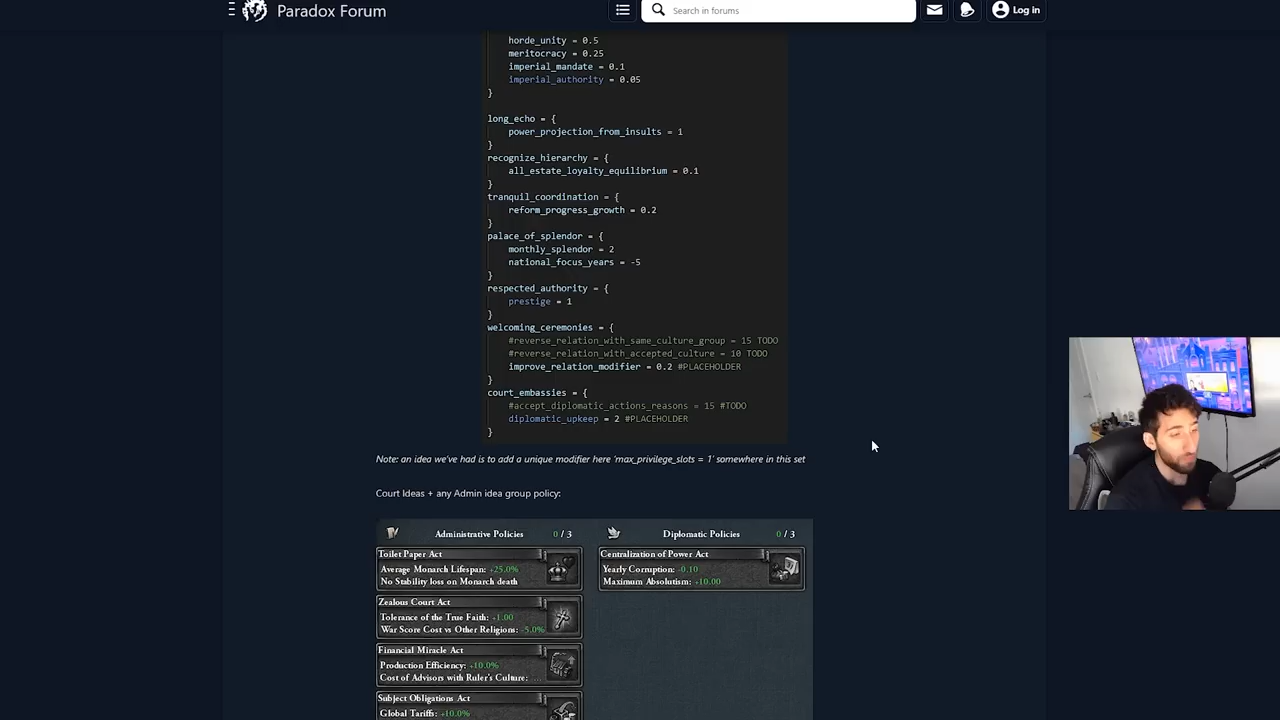 Paradox Forum
Search in forums
Log in
horde_unity = 0.5
meritocracy = 0.25
imperial_mandate = 0.1
imperial_authority = 0.05
}
long_echo = {
power_projection_from_insults = 1
}
recognize_hierarchy = {
all_estate_loyalty_equilibrium = 0.1
}
tranquil_coordination = {
reform_progress_growth = 0.2
}
palace_of_splendor = {
monthly_splendor = 2
national_focus_years = -5
}
respected_authority = {
prestige = 1
}
welcoming_ceremonies = {
#reverse_relation_with_same_culture_group = 15 TODO
#reverse_relation_with_accepted_culture = 10 TODO
improve_relation_modifier = 0.2 #PLACEHOLDER
}
court_embassies = {
#accept_diplomatic_actions_reasons = 15 #TODO
diplomatic_upkeep = 2 #PLACEHOLDER
}
Note: an idea we've had is to add a unique modifier here 'max_privilege_slots = 1' somewhere in this set
Court Ideas + any Admin idea group policy:
Administrative Policies 0 / 3
Toilet Paper Act
Average Monarch Lifespan: +25.0%
No Stability loss on Monarch death
Zealous Court Act
Tolerance of the True Faith: +1.00
War Score Cost vs Other Religions: -5.0%
Financial Miracle Act
Production Efficiency: +10.0%
Cost of Advisors with Ruler's Culture: ...
Subject Obligations Act
Global Tariffs: +10.0%
Diplomatic Policies 0 / 3
Centralization of Power Act
Yearly Corruption: -0.10
Maximum Absolutism: +10.00